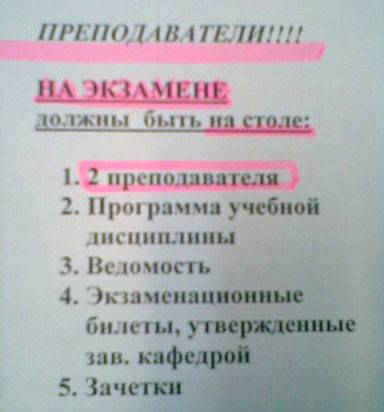 ПРЕПОДАВАТЕЛИ!!!!
НА ЭКЗАМЕНЕ
должны быть на столе:
1. 2 преподавателя
2. Программа учебной
дисциплины
3. Ведомость
4. Экзаменационные
билеты, утвержденные
зав. кафедрой
5. Зачетки